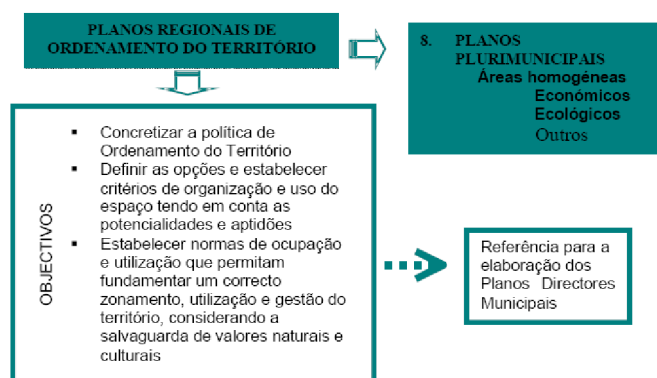 PLANOS REGIONAIS DE
ORDENAMENTO DO TERRITÓRIO
8. PLANOS
PLURIMUNICIPAIS
Áreas homogéneas
Económicos
Ecológicos
Outros
OBJECTIVOS
▪ Concretizar a política de
Ordenamento do Território
▪ Definir as opções e estabelecer
critérios de organização e uso do
espaço tendo em conta as
potencialidades e aptidões
▪ Estabelecer normas de ocupação
e utilização que permitam
fundamentar um correcto
zonamento, utilização e gestão do
território, considerando a
salvaguarda de valores naturais e
culturais
Referência para a
elaboração dos
Planos Directores
Municipais